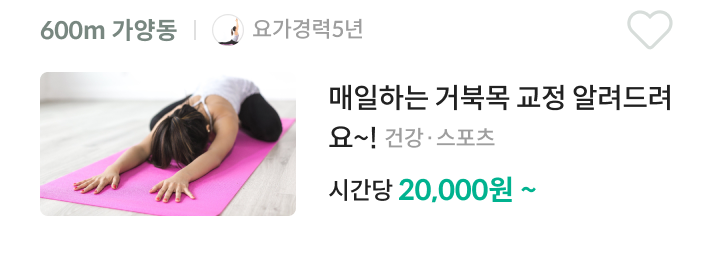 600m 가양동 | 요가경력5년
매일하는 거북목 교정 알려드려
요~! 건강 · 스포츠
시간당 20,000원 ~